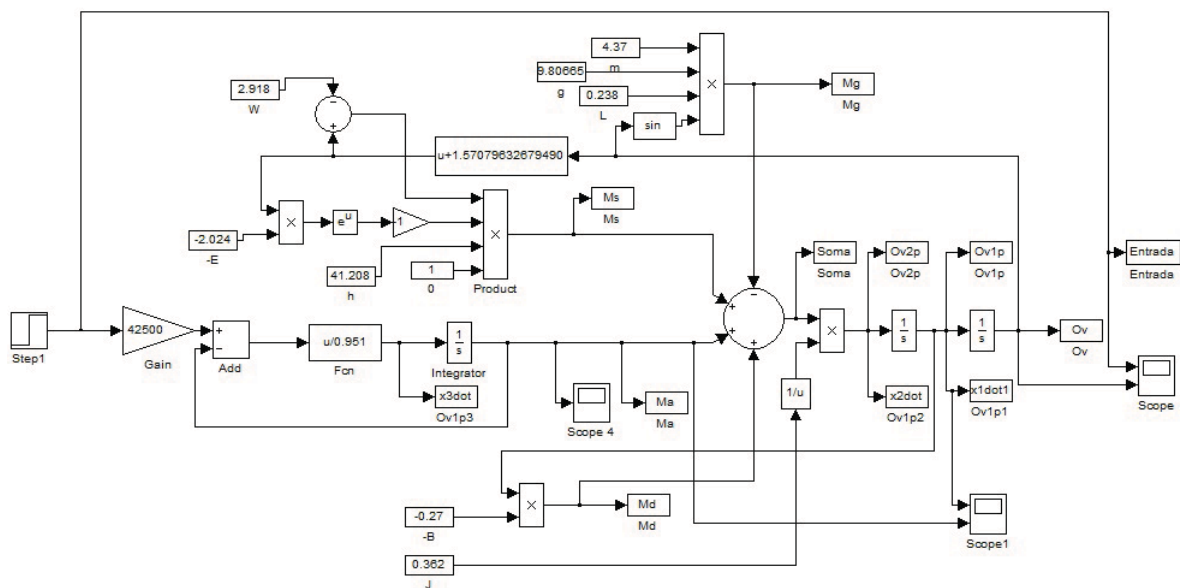 4.37
m
9.80665
g
0.238
L
sin
×
Mg
Mg
2.918
W
−
+
u+1.57079632679490
-2.024
-E
×
e^u
-1
41.208
h
1
0
×
Product
Ms
Ms
Step1
42500
Gain
+
−
Add
u/0.951
Fcn
1
s
Integrator
x3dot
Ov1p3
Scope 4
Ma
Ma
−
+
+
+
Soma
Soma
×
1/u
Ov2p
Ov2p
1
s
x2dot
Ov1p2
Ov1p
Ov1p
1
s
x1dot1
Ov1p1
Entrada
Entrada
Ov
Ov
Scope
Scope1
-0.27
-B
×
Md
Md
0.362